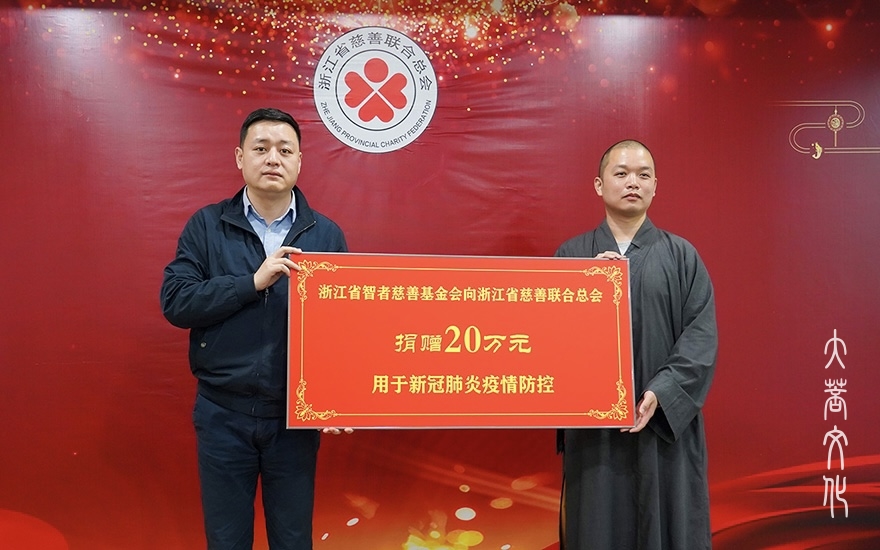 浙江省慈善联合总会
ZHE JIANG PROVINCIAL CHARITY FEDERATION
浙江省智者慈善基金会向浙江省慈善联合总会
捐赠20万元
用于新冠肺炎疫情防控
大菩文化